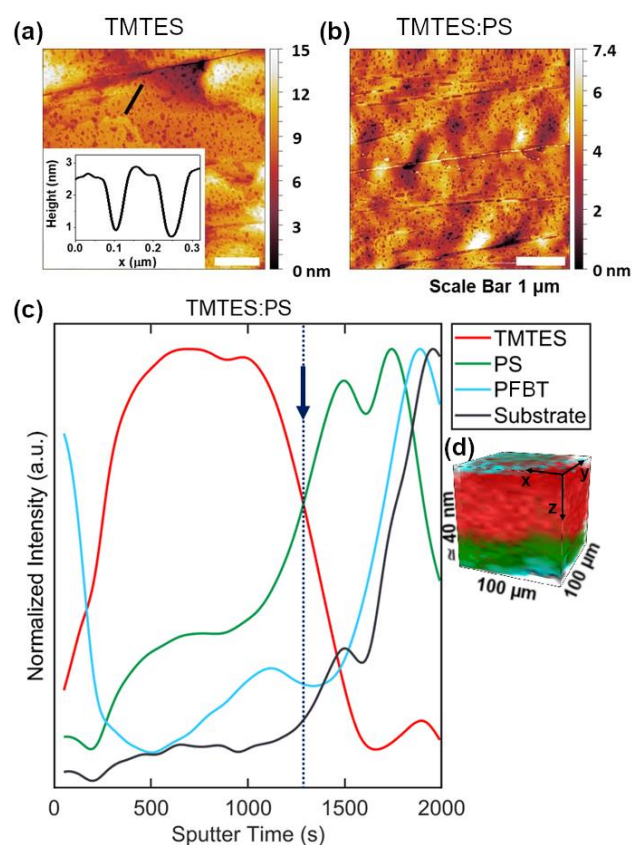 (a) TMTES
15
12
9
6
3
0 nm
Height (nm)
3
2
1
0.0 0.1 0.2 0.3
x (μm)
(b) TMTES:PS
7.4
6
4
2
0 nm
Scale Bar 1 μm
(c) TMTES:PS
Normalized Intensity (a.u.)
0 500 1000 1500 2000
Sputter Time (s)
TMTES
PS
PFBT
Substrate
(d)
x
y
z
≈ 40 nm
100 μm
100 μm